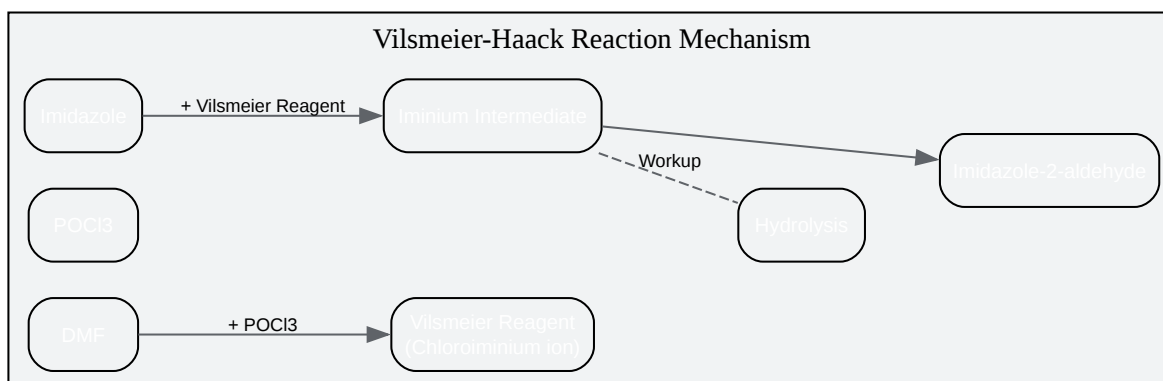 Vilsmeier-Haack Reaction Mechanism
Imidazole
+ Vilsmeier Reagent
Iminium Intermediate
Workup
Imidazole-2-aldehyde
POCl3
Hydrolysis
DMF
+ POCl3
Vilsmeier Reagent
(Chloroiminium ion)